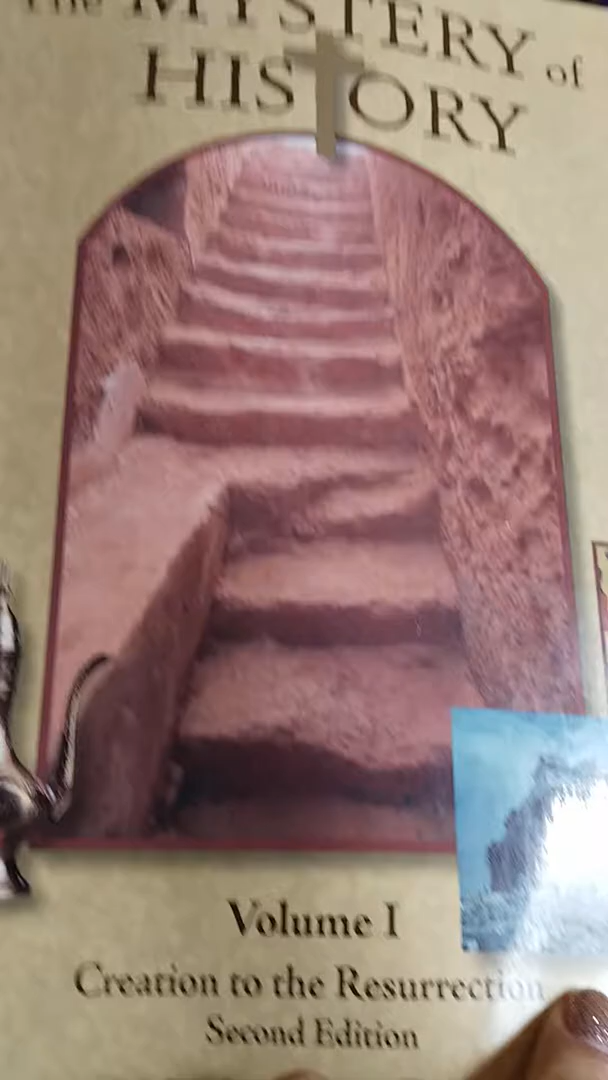 The MYSTERY of
HISTORY
Volume I
Creation to the Resurrection
Second Edition